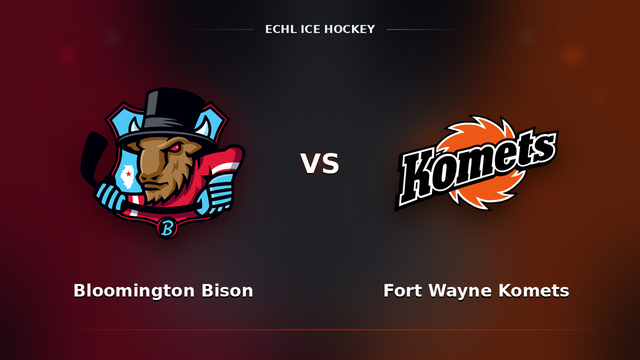 ECHL ICE HOCKEY
B
VS
Komets
Bloomington Bison
Fort Wayne Komets